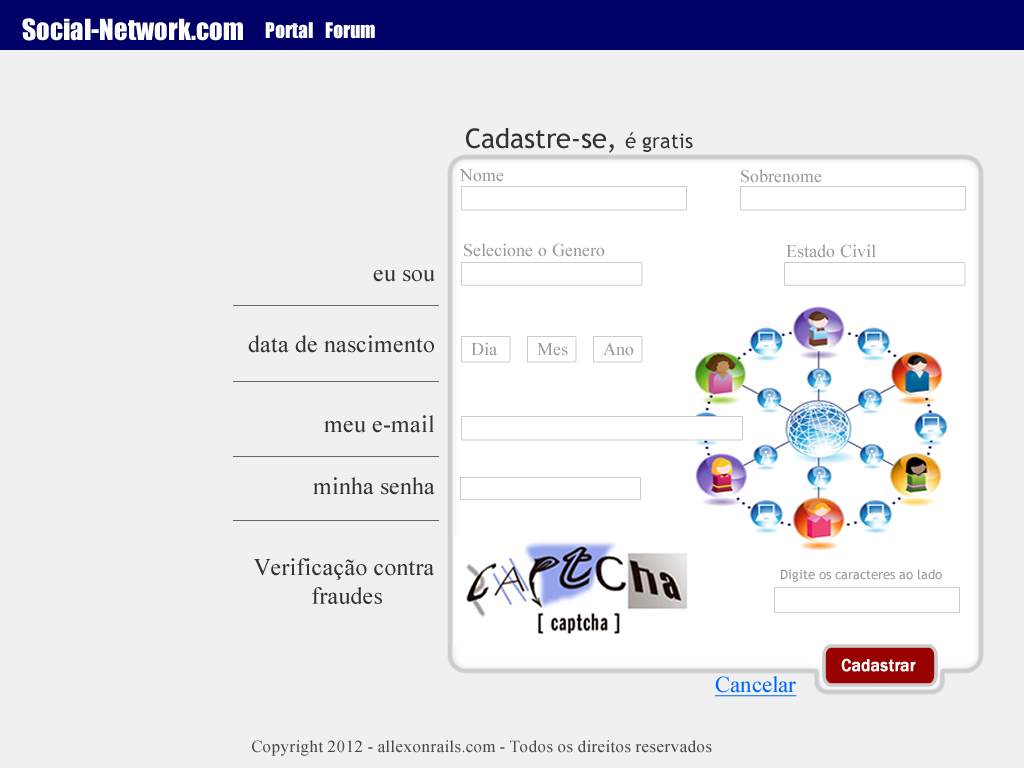 Social-Network.com Portal Forum
Cadastre-se, é gratis
Nome Sobrenome
Selecione o Genero Estado Civil
eu sou
data de nascimento Dia Mes Ano
meu e-mail
minha senha
Verificação contra
fraudes
CAPTCha
[ captcha ]
Digite os caracteres ao lado
Cadastrar
Cancelar
Copyright 2012 - allexonrails.com - Todos os direitos reservados